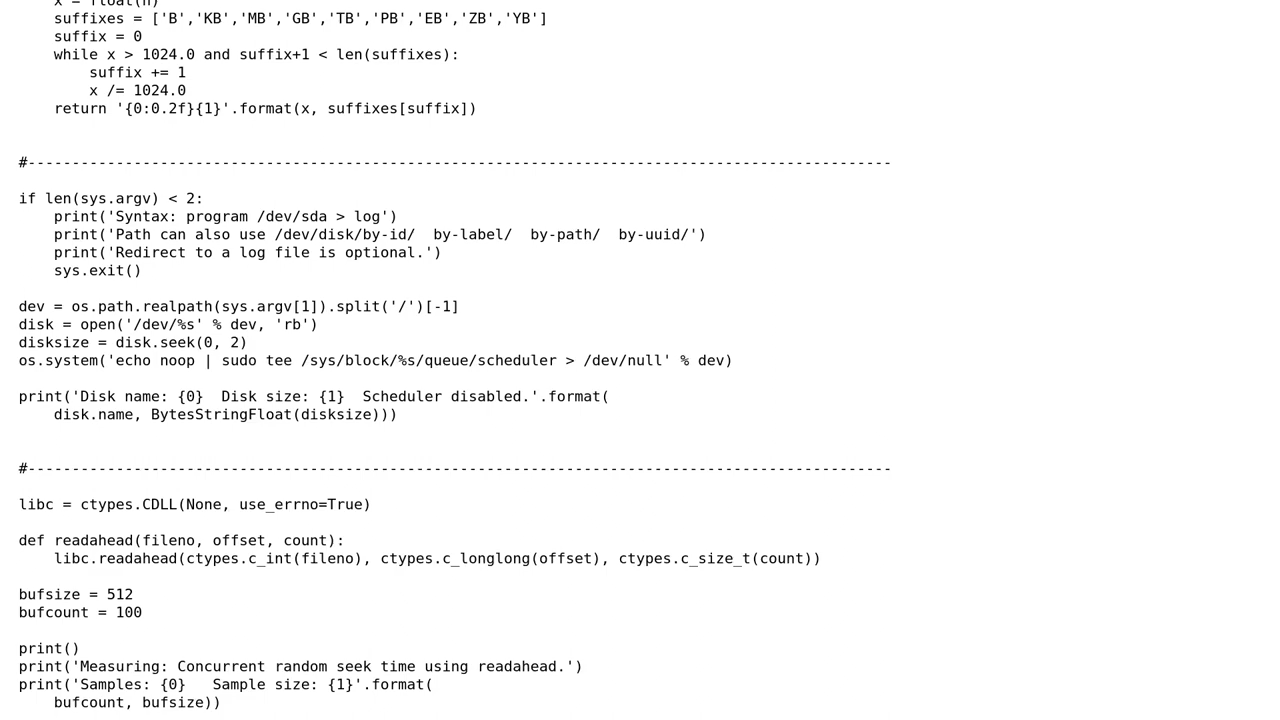 x = float(n)
suffixes = ['B','KB','MB','GB','TB','PB','EB','ZB','YB']
suffix = 0
while x > 1024.0 and suffix+1 < len(suffixes):
suffix += 1
x /= 1024.0
return '{0:0.2f}{1}'.format(x, suffixes[suffix])
#--------------------------------------------------------------------------------------------------
if len(sys.argv) < 2:
print('Syntax: program /dev/sda > log')
print('Path can also use /dev/disk/by-id/  by-label/  by-path/  by-uuid/')
print('Redirect to a log file is optional.')
sys.exit()
dev = os.path.realpath(sys.argv[1]).split('/')[-1]
disk = open('/dev/%s' % dev, 'rb')
disksize = disk.seek(0, 2)
os.system('echo noop | sudo tee /sys/block/%s/queue/scheduler > /dev/null' % dev)
print('Disk name: {0}  Disk size: {1}  Scheduler disabled.'.format(
disk.name, BytesStringFloat(disksize)))
#--------------------------------------------------------------------------------------------------
libc = ctypes.CDLL(None, use_errno=True)
def readahead(fileno, offset, count):
libc.readahead(ctypes.c_int(fileno), ctypes.c_longlong(offset), ctypes.c_size_t(count))
bufsize = 512
bufcount = 100
print()
print('Measuring: Concurrent random seek time using readahead.')
print('Samples: {0}   Sample size: {1}'.format(
bufcount, bufsize))